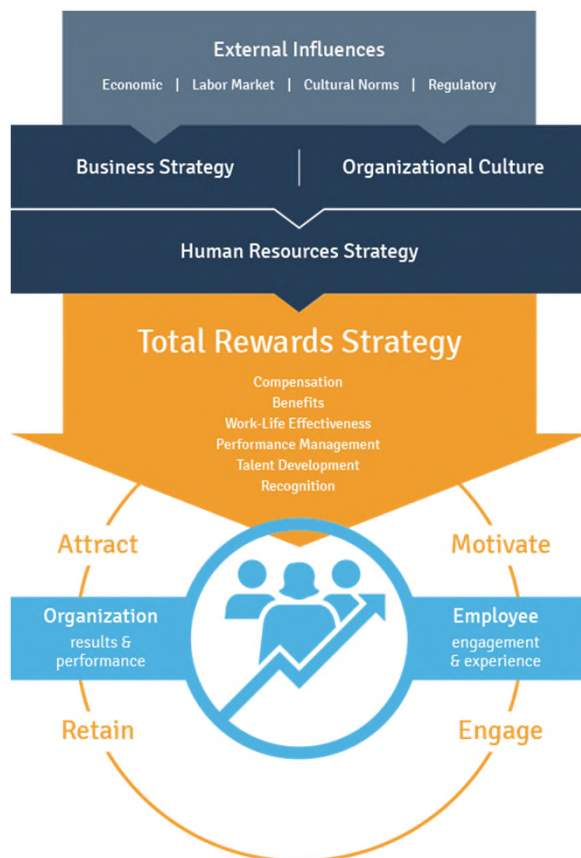 External Influences
Economic | Labor Market | Cultural Norms | Regulatory
Business Strategy | Organizational Culture
Human Resources Strategy
Total Rewards Strategy
Compensation
Benefits
Work-Life Effectiveness
Performance Management
Talent Development
Recognition
Attract
Motivate
Organization
results &
performance
Employee
engagement
& experience
Retain
Engage